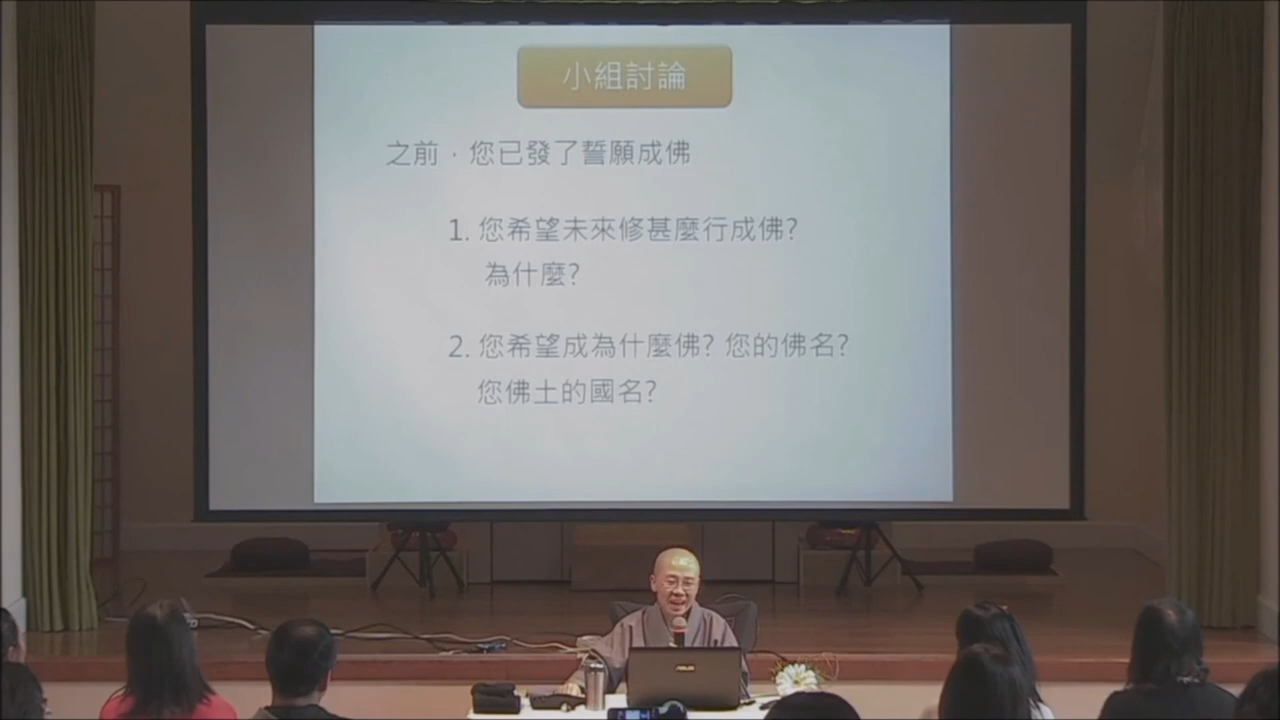 小組討論
之前，您已發了誓願成佛
1. 您希望未來修甚麼行成佛?
為什麼?
2. 您希望成為什麼佛? 您的佛名?
您佛土的國名?
ASUS